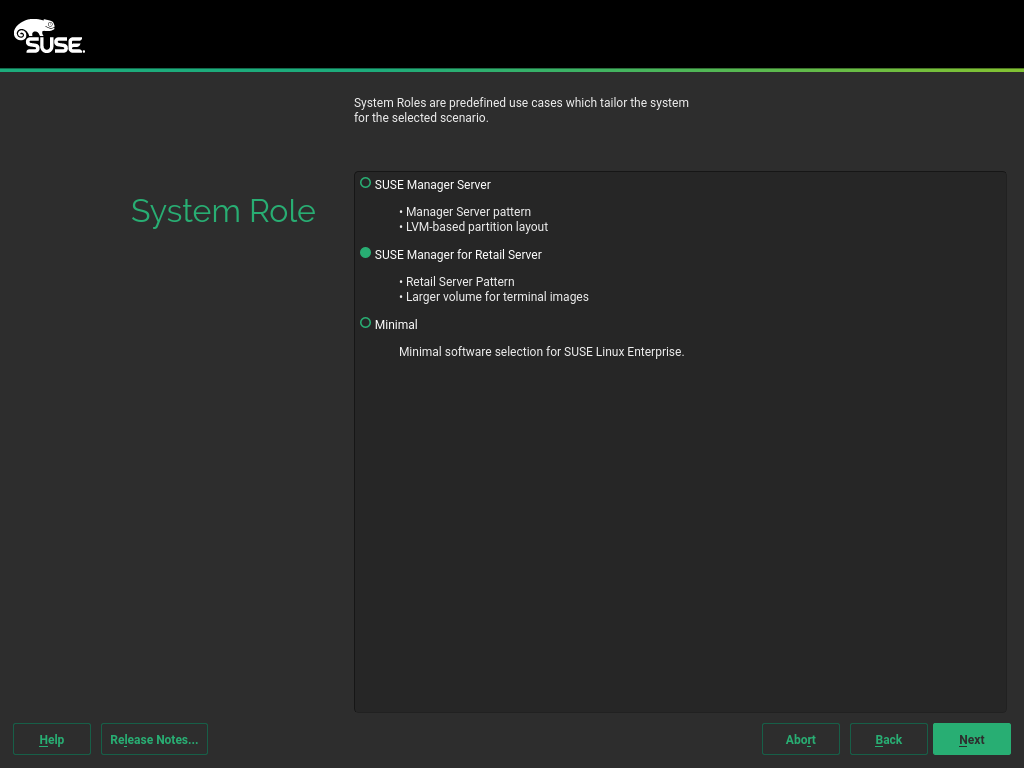 SUSE.
System Roles are predefined use cases which tailor the system
for the selected scenario.
System Role
SUSE Manager Server
• Manager Server pattern
• LVM-based partition layout
SUSE Manager for Retail Server
• Retail Server Pattern
• Larger volume for terminal images
Minimal
Minimal software selection for SUSE Linux Enterprise.
Help
Release Notes...
Abort
Back
Next